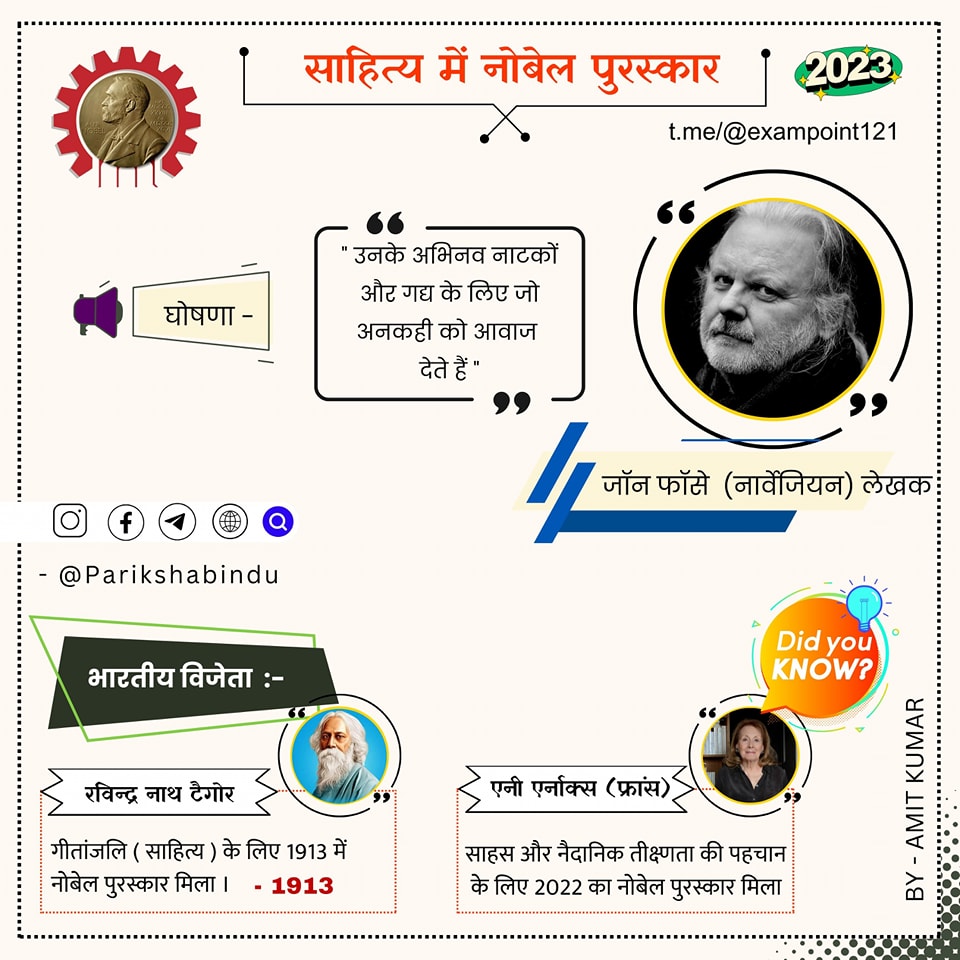 साहित्य में नोबेल पुरस्कार
2023
t.me/@exampoint121
घोषणा -
" उनके अभिनव नाटकों
और गद्य के लिए जो
अनकही को आवाज
देते हैं "
जॉन फॉसे (नार्वेजियन) लेखक
- @Parikshabindu
भारतीय विजेता :-
रविन्द्र नाथ टैगोर
गीतांजलि ( साहित्य ) के लिए 1913 में
नोबेल पुरस्कार मिला । - 1913
Did you
KNOW?
एनी एर्नाक्स (फ्रांस)
साहस और नैदानिक तीक्ष्णता की पहचान
के लिए 2022 का नोबेल पुरस्कार मिला
BY - AMIT KUMAR